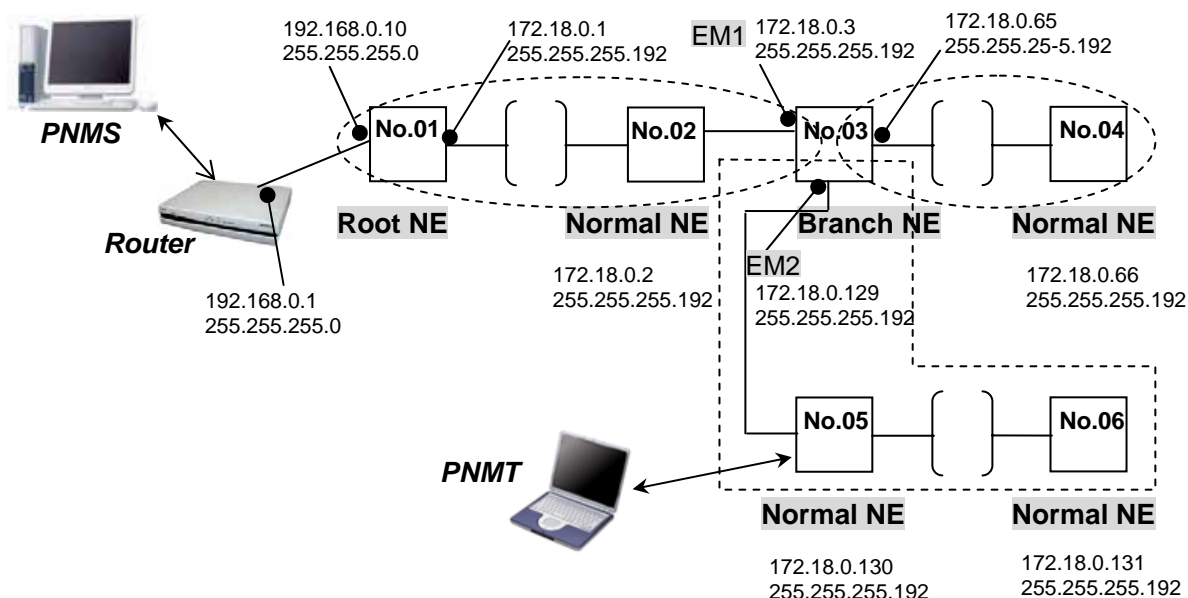 192.168.0.10
255.255.255.0
172.18.0.1
255.255.255.192
EM1
172.18.0.3
255.255.255.192
172.18.0.65
255.255.25-5.192
PNMS
No.01
No.02
No.03
No.04
Router
Root NE
Normal NE
Branch NE
Normal NE
EM2
192.168.0.1
255.255.255.0
172.18.0.2
255.255.255.192
172.18.0.129
255.255.255.192
172.18.0.66
255.255.255.192
No.05
No.06
PNMT
Normal NE
Normal NE
172.18.0.130
255.255.255.192
172.18.0.131
255.255.255.192